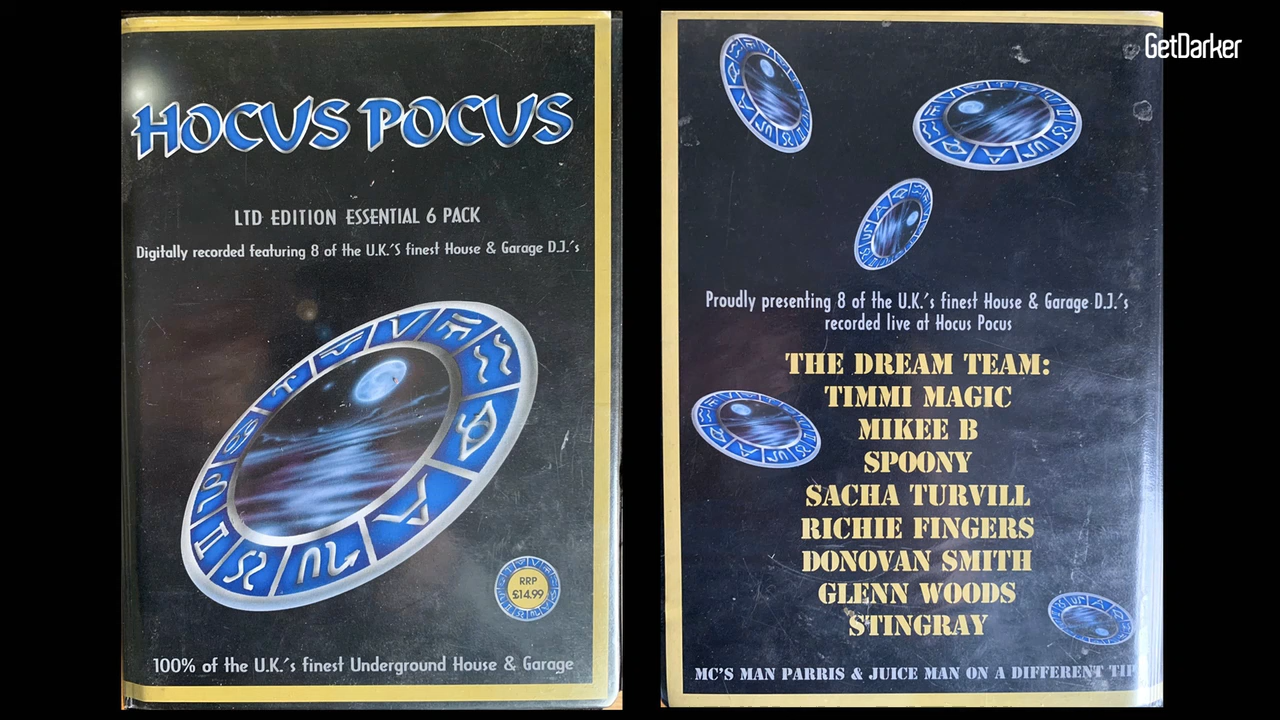 HOCUS POCUS
LTD EDITION ESSENTIAL 6 PACK
Digitally recorded featuring 8 of the U.K.'S finest House & Garage D.J.'s
RRP
£14.99
100% of the U.K.'s finest Underground House & Garage
GetDarker
Proudly presenting 8 of the U.K.'s finest House & Garage D.J.'s
recorded live at Hocus Pocus
THE DREAM TEAM:
TIMMI MAGIC
MIKEE B
SPOONY
SACHA TURVILL
RICHIE FINGERS
DONOVAN SMITH
GLENN WOODS
STINGRAY
MC'S MAN PARRIS & JUICE MAN ON A DIFFERENT TIP